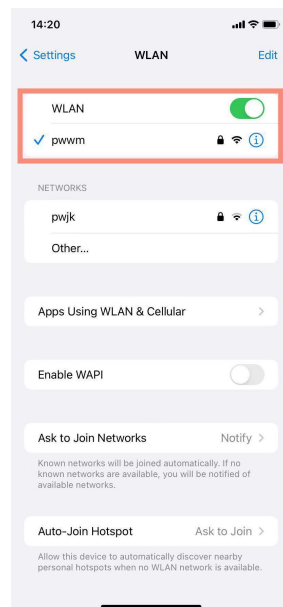 14:20
Settings WLAN Edit
WLAN
pwwm
NETWORKS
pwjk
Other...
Apps Using WLAN & Cellular
Enable WAPI
Ask to Join Networks Notify
Known networks will be joined automatically. If no
known networks are available, you will be notified of
available networks.
Auto-Join Hotspot Ask to Join
Allow this device to automatically discover nearby
personal hotspots when no WLAN network is available.